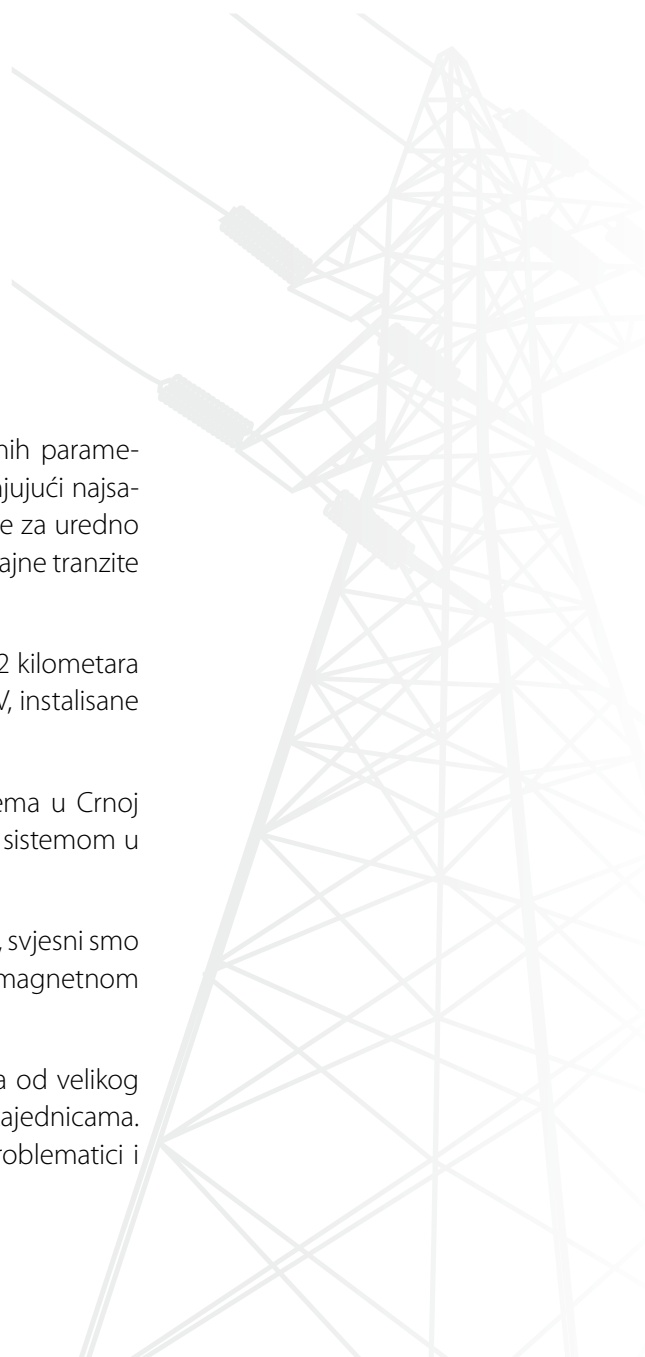 nih parame-
njujući najsa-
e za uredno
ajne tranzite
2 kilometara
V, instalisane
ema u Crnoj
sistemom u
, svjesni smo
magnetnom
a od velikog
ajednicama.
roblematici i